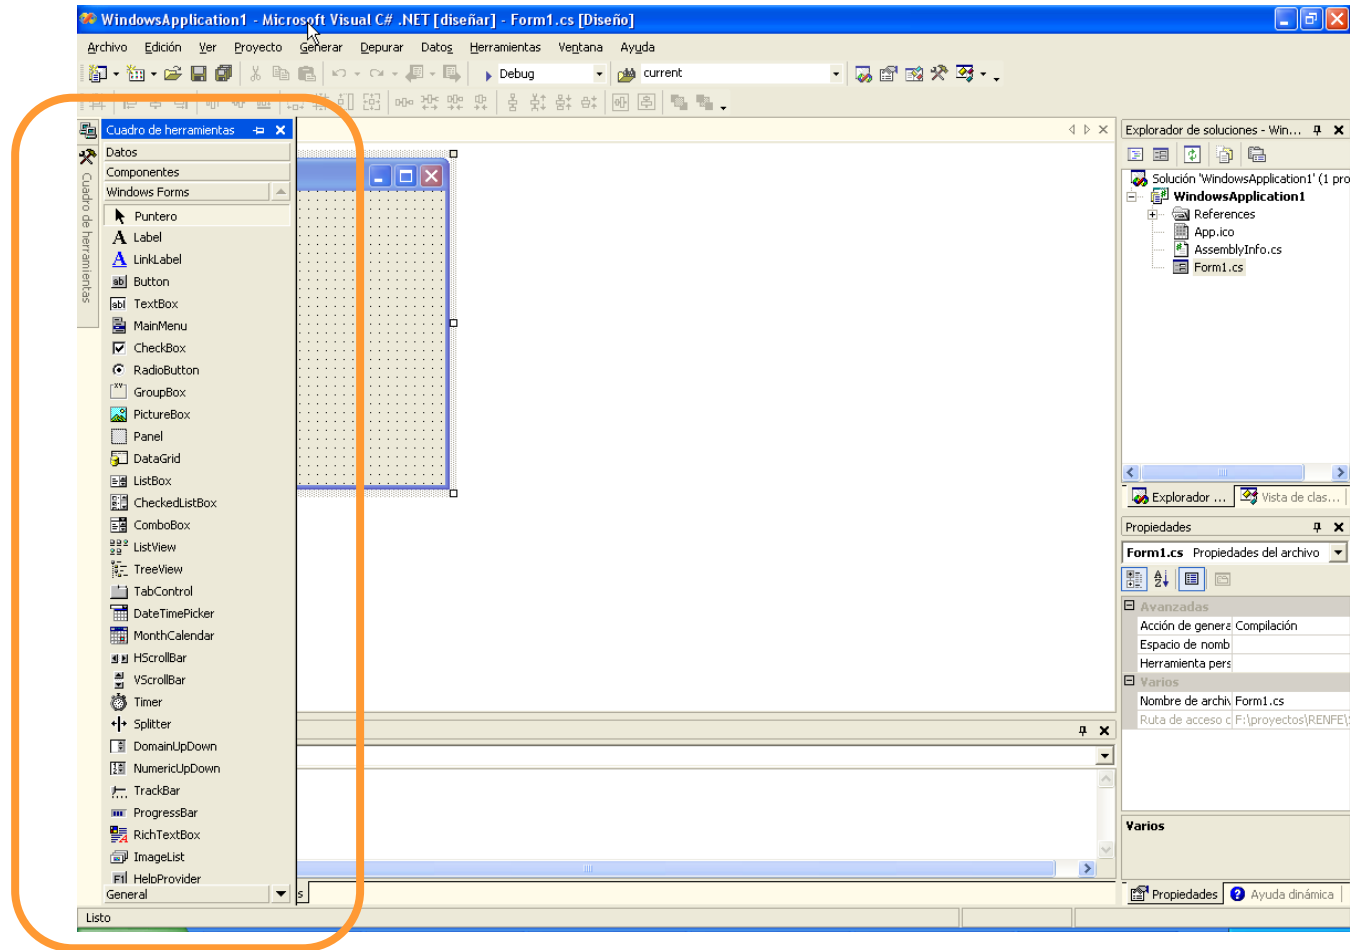 WindowsApplication1 - Microsoft Visual C# .NET [diseñar] - Form1.cs [Diseño]
Archivo Edición Ver Proyecto Generar Depurar Datos Herramientas Ventana Ayuda
Debug current
Cuadro de herramientas
Cuadro de herramientas
Datos
Componentes
Windows Forms
Puntero
Label
LinkLabel
Button
TextBox
MainMenu
CheckBox
RadioButton
GroupBox
PictureBox
Panel
DataGrid
ListBox
CheckedListBox
ComboBox
ListView
TreeView
TabControl
DateTimePicker
MonthCalendar
HScrollBar
VScrollBar
Timer
Splitter
DomainUpDown
NumericUpDown
TrackBar
ProgressBar
RichTextBox
ImageList
HelpProvider
General
s
Listo
Explorador de soluciones - Win...
Solución 'WindowsApplication1' (1 pro
WindowsApplication1
References
App.ico
AssemblyInfo.cs
Form1.cs
Explorador ... Vista de clas...
Propiedades
Form1.cs Propiedades del archivo
Avanzadas
Acción de genera Compilación
Espacio de nomb
Herramienta pers
Varios
Nombre de archiv Form1.cs
Ruta de acceso c F:\proyectos\RENFE\
Varios
Propiedades Ayuda dinámica